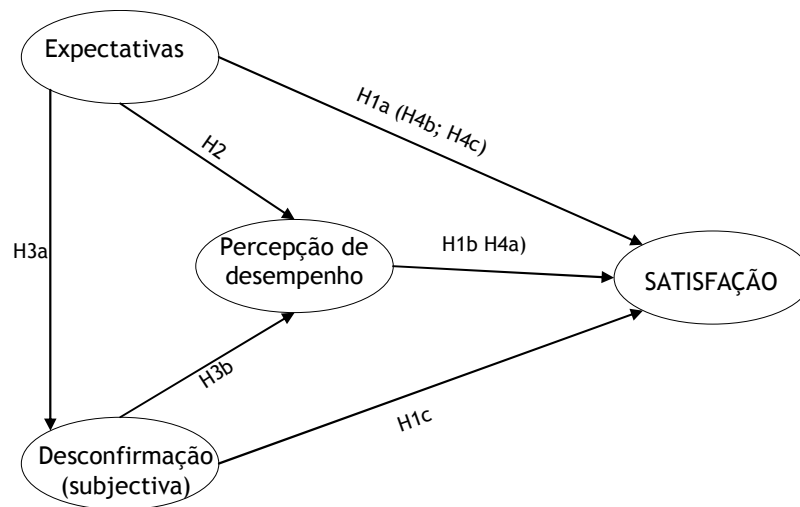 Expectativas
H1a (H4b; H4c)
H2
H3a
Percepção de
desempenho
H1b H4a)
SATISFAÇÃO
H3b
H1c
Desconfirmação
(subjectiva)